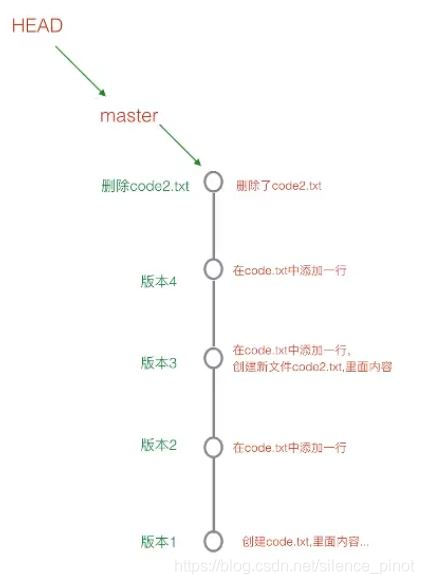 HEAD
master
删除code2.txt 删除了code2.txt
版本4 在code.txt中添加一行
版本3 在code.txt中添加一行,
创建新文件code2.txt,里面内容
版本2 在code.txt中添加一行
版本1 创建code.txt,里面内容...
https://blog.csdn.net/silence_pinot